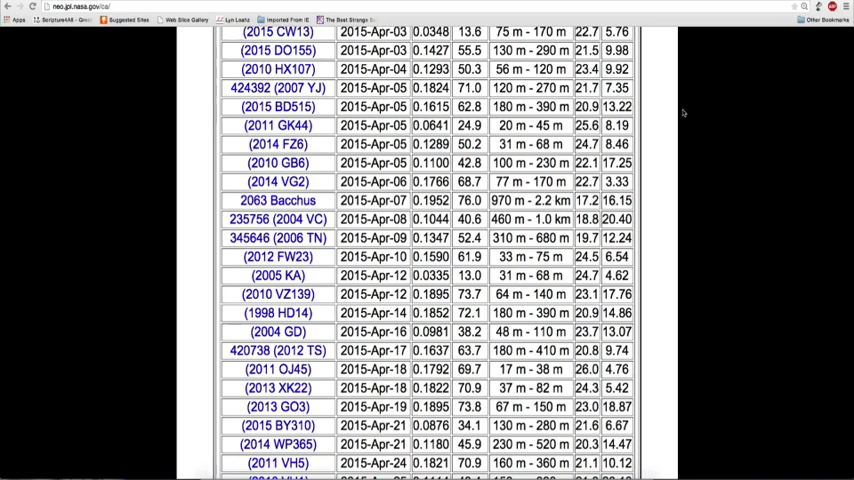 neo.jpl.nasa.gov/ca/
Apps Scripture4All - Gree Suggested Sites Web Slice Gallery Lyn Leahz Imported From IE The Best Strange So Other Bookmarks
(2015 CW13) 2015-Apr-03 0.0348 13.6 75 m - 170 m 22.7 5.76
(2015 DO155) 2015-Apr-03 0.1427 55.5 130 m - 290 m 21.5 9.98
(2010 HX107) 2015-Apr-04 0.1293 50.3 56 m - 120 m 23.4 9.92
424392 (2007 YJ) 2015-Apr-05 0.1824 71.0 120 m - 270 m 21.7 7.35
(2015 BD515) 2015-Apr-05 0.1615 62.8 180 m - 390 m 20.9 13.22
(2011 GK44) 2015-Apr-05 0.0641 24.9 20 m - 45 m 25.6 8.19
(2014 FZ6) 2015-Apr-05 0.1289 50.2 31 m - 68 m 24.7 8.46
(2010 GB6) 2015-Apr-05 0.1100 42.8 100 m - 230 m 22.1 17.25
(2014 VG2) 2015-Apr-06 0.1766 68.7 77 m - 170 m 22.7 3.33
2063 Bacchus 2015-Apr-07 0.1952 76.0 970 m - 2.2 km 17.2 16.15
235756 (2004 VC) 2015-Apr-08 0.1044 40.6 460 m - 1.0 km 18.8 20.40
345646 (2006 TN) 2015-Apr-09 0.1347 52.4 310 m - 680 m 19.7 12.24
(2012 FW23) 2015-Apr-10 0.1590 61.9 33 m - 75 m 24.5 6.54
(2005 KA) 2015-Apr-12 0.0335 13.0 31 m - 68 m 24.7 4.62
(2010 VZ139) 2015-Apr-12 0.1895 73.7 64 m - 140 m 23.1 17.76
(1998 HD14) 2015-Apr-14 0.1852 72.1 180 m - 390 m 20.9 14.86
(2004 GD) 2015-Apr-16 0.0981 38.2 48 m - 110 m 23.7 13.07
420738 (2012 TS) 2015-Apr-17 0.1637 63.7 180 m - 410 m 20.8 9.74
(2011 OJ45) 2015-Apr-18 0.1792 69.7 17 m - 38 m 26.0 4.76
(2013 XK22) 2015-Apr-18 0.1822 70.9 37 m - 82 m 24.3 5.42
(2013 GO3) 2015-Apr-19 0.1895 73.8 67 m - 150 m 23.0 18.87
(2015 BY310) 2015-Apr-21 0.0876 34.1 130 m - 280 m 21.6 6.67
(2014 WP365) 2015-Apr-21 0.1180 45.9 230 m - 520 m 20.3 14.47
(2011 VH5) 2015-Apr-24 0.1821 70.9 160 m - 360 m 21.1 10.12